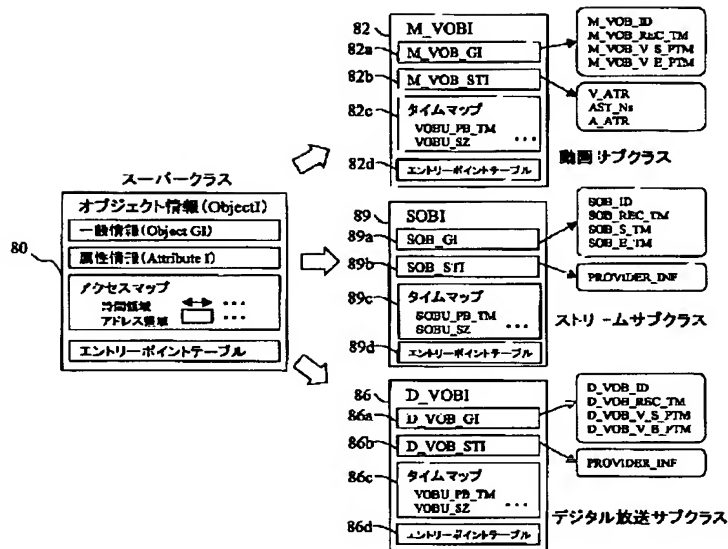 スーパークラス
80
オブジェクト情報(ObjectI)
一般情報(Object GI)
属性情報(Attribute I)
アクセスマップ
時間領域 ・・・
アドレス領域 ・・・
エントリーポイントテーブル
82
M_VOBI
82a
M_VOB_GI
82b
M_VOB_STI
82c
タイムマップ
VOBU_PB_TM
VOBU_SZ ・・・
82d
エントリーポイントテーブル
M_VOB_ID
M_VOB_REC_TM
M_VOB_V_S_PTM
M_VOB_V_E_PTM
V_ATR
AST_Ns
A_ATR
動画サブクラス
89
SOBI
89a
SOB_GI
89b
SOB_STI
89c
タイムマップ
SOBU_PB_TM
SOBU_SZ ・・・
89d
エントリーポイントテーブル
SOB_ID
SOB_REC_TM
SOB_S_TM
SOB_E_TM
PROVIDER_INF
ストリームサブクラス
86
D_VOBI
86a
D_VOB_GI
86b
D_VOB_STI
86c
タイムマップ
VOBU_PB_TM
VOBU_SZ ・・・
86d
エントリーポイントテーブル
D_VOB_ID
D_VOB_REC_TM
D_VOB_V_S_PTM
D_VOB_V_E_PTM
PROVIDER_INF
デジタル放送サブクラス